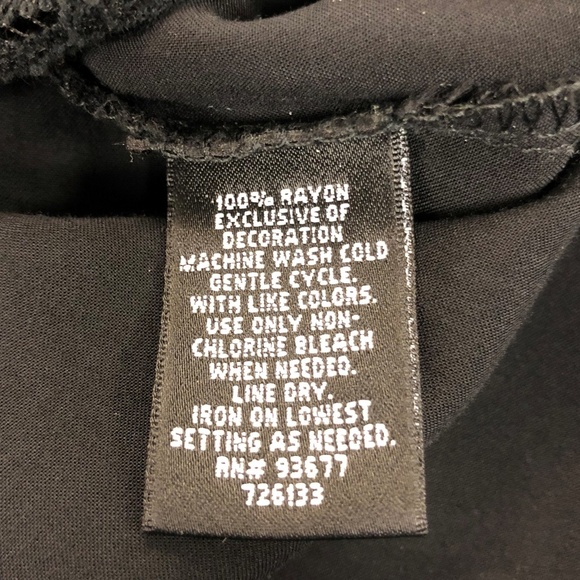 100% RAYON
EXCLUSIVE OF
DECORATION
MACHINE WASH COLD
GENTLE CYCLE.
WITH LIKE COLORS.
USE ONLY NON-
CHLORINE BLEACH
WHEN NEEDED.
LINE DRY.
IRON ON LOWEST
SETTING AS NEEDED.
RN# 93677
726133